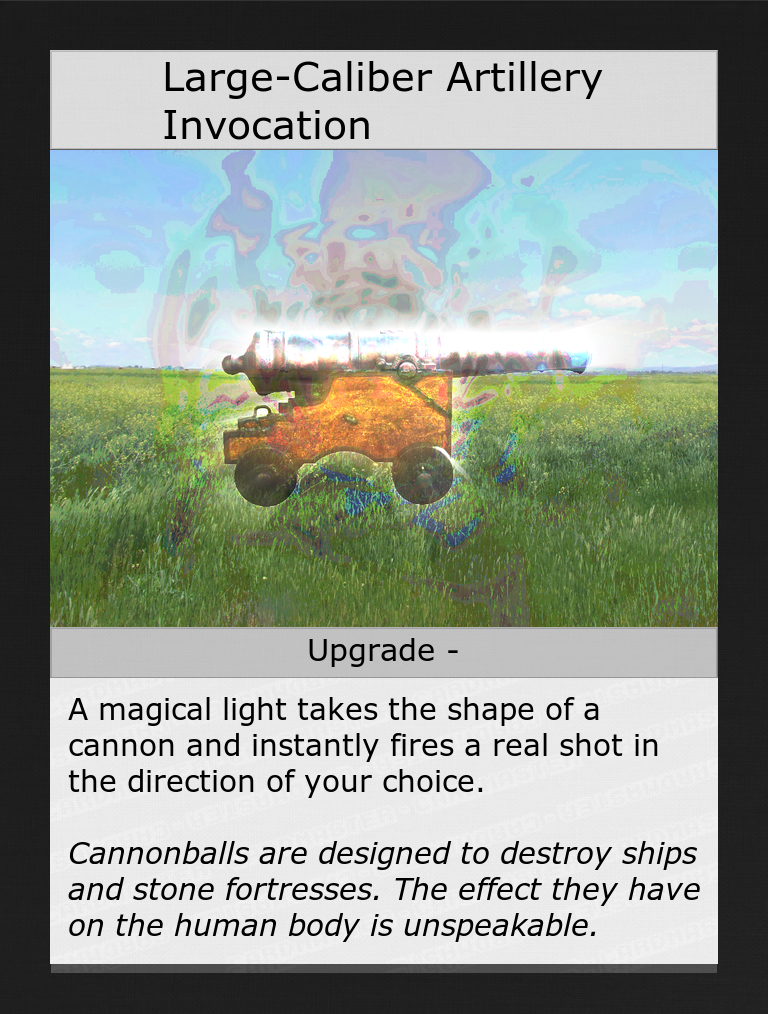 Large-Caliber Artillery
Invocation
Upgrade -
A magical light takes the shape of a
cannon and instantly fires a real shot in
the direction of your choice.
Cannonballs are designed to destroy ships
and stone fortresses. The effect they have
on the human body is unspeakable.